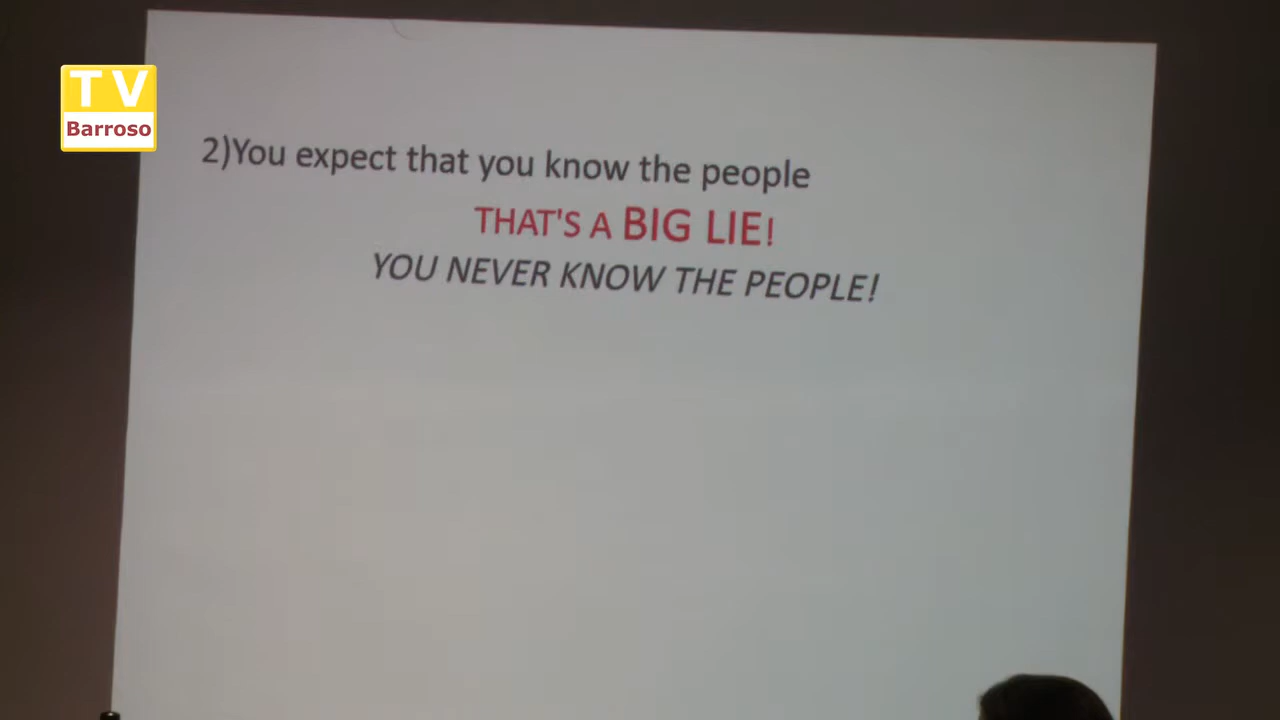 TV
Barroso
2)You expect that you know the people
THAT'S A BIG LIE!
YOU NEVER KNOW THE PEOPLE!